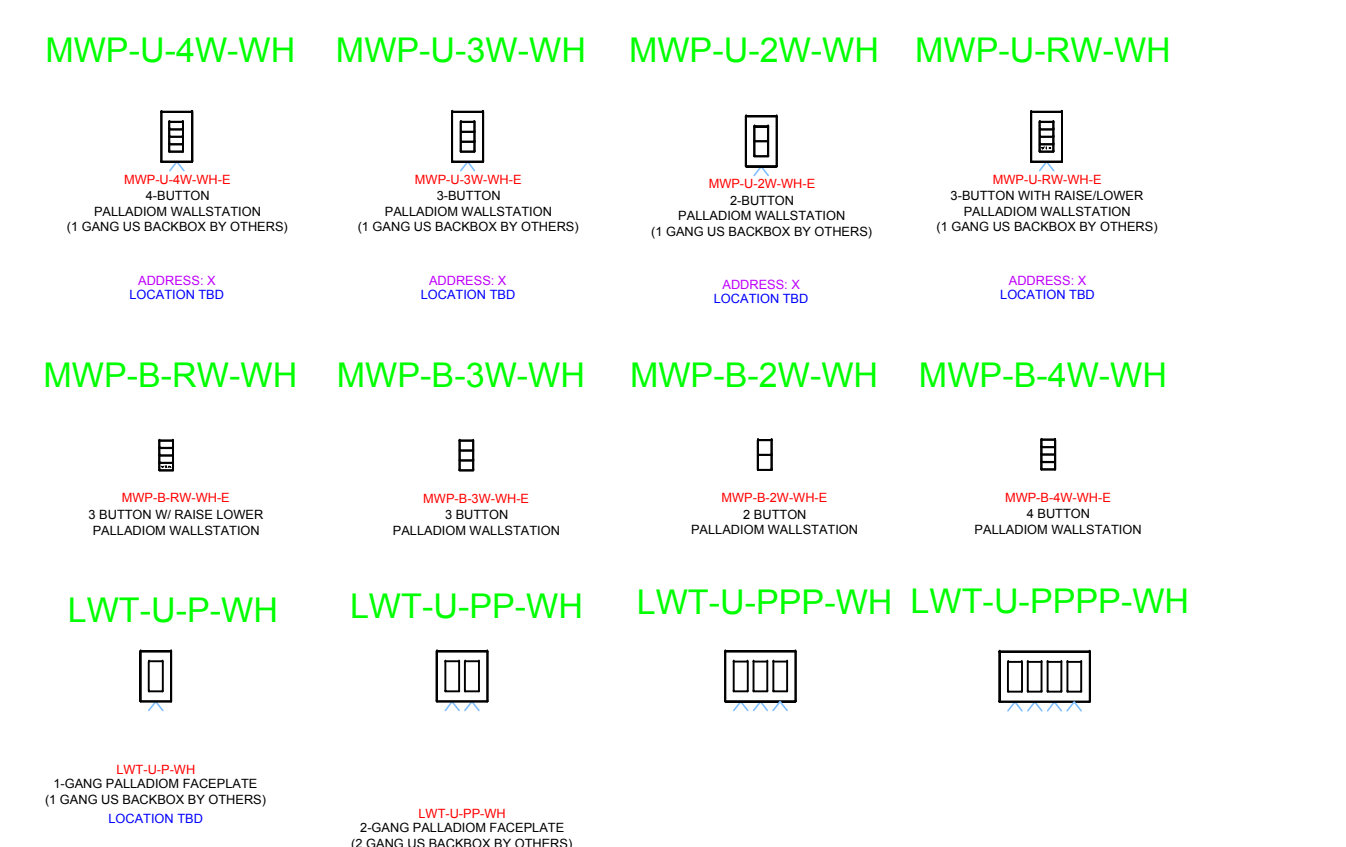 MWP-U-4W-WH
MWP-U-4W-WH-E
4-BUTTON
PALLADIOM WALLSTATION
(1 GANG US BACKBOX BY OTHERS)
ADDRESS: X
LOCATION TBD
MWP-U-3W-WH
MWP-U-3W-WH-E
3-BUTTON
PALLADIOM WALLSTATION
(1 GANG US BACKBOX BY OTHERS)
ADDRESS: X
LOCATION TBD
MWP-U-2W-WH
MWP-U-2W-WH-E
2-BUTTON
PALLADIOM WALLSTATION
(1 GANG US BACKBOX BY OTHERS)
ADDRESS: X
LOCATION TBD
MWP-U-RW-WH
MWP-U-RW-WH-E
3-BUTTON WITH RAISE/LOWER
PALLADIOM WALLSTATION
(1 GANG US BACKBOX BY OTHERS)
ADDRESS: X
LOCATION TBD
MWP-B-RW-WH
MWP-B-RW-WH-E
3 BUTTON W/ RAISE LOWER
PALLADIOM WALLSTATION
MWP-B-3W-WH
MWP-B-3W-WH-E
3 BUTTON
PALLADIOM WALLSTATION
MWP-B-2W-WH
MWP-B-2W-WH-E
2 BUTTON
PALLADIOM WALLSTATION
MWP-B-4W-WH
MWP-B-4W-WH-E
4 BUTTON
PALLADIOM WALLSTATION
LWT-U-P-WH
LWT-U-P-WH
1-GANG PALLADIOM FACEPLATE
(1 GANG US BACKBOX BY OTHERS)
LOCATION TBD
LWT-U-PP-WH
LWT-U-PP-WH
2-GANG PALLADIOM FACEPLATE
(2 GANG US BACKBOX BY OTHERS)
LWT-U-PPP-WH
LWT-U-PPPP-WH